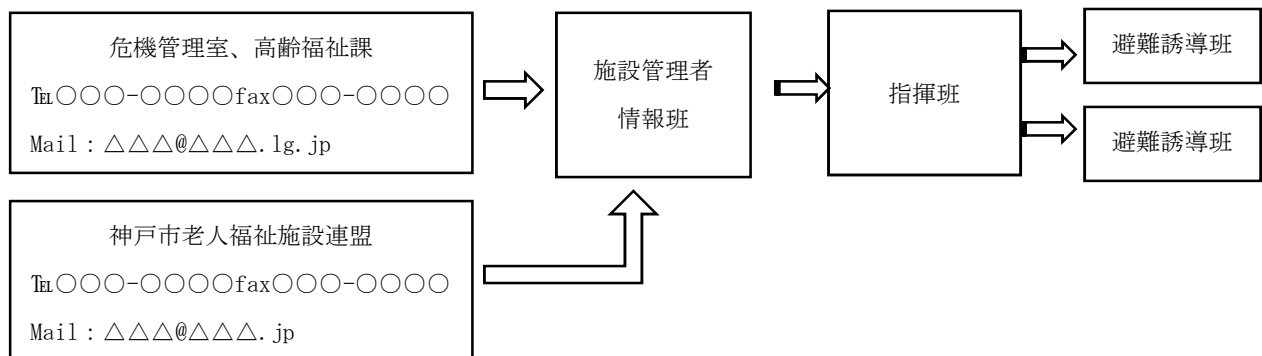 危機管理室、高齢福祉課
℡○○○-○○○○fax○○○-○○○○
Mail：△△△@△△△.lg.jp
神戸市老人福祉施設連盟
℡○○○-○○○○fax○○○-○○○○
Mail：△△△@△△△.jp
施設管理者
情報班
指揮班
避難誘導班
避難誘導班